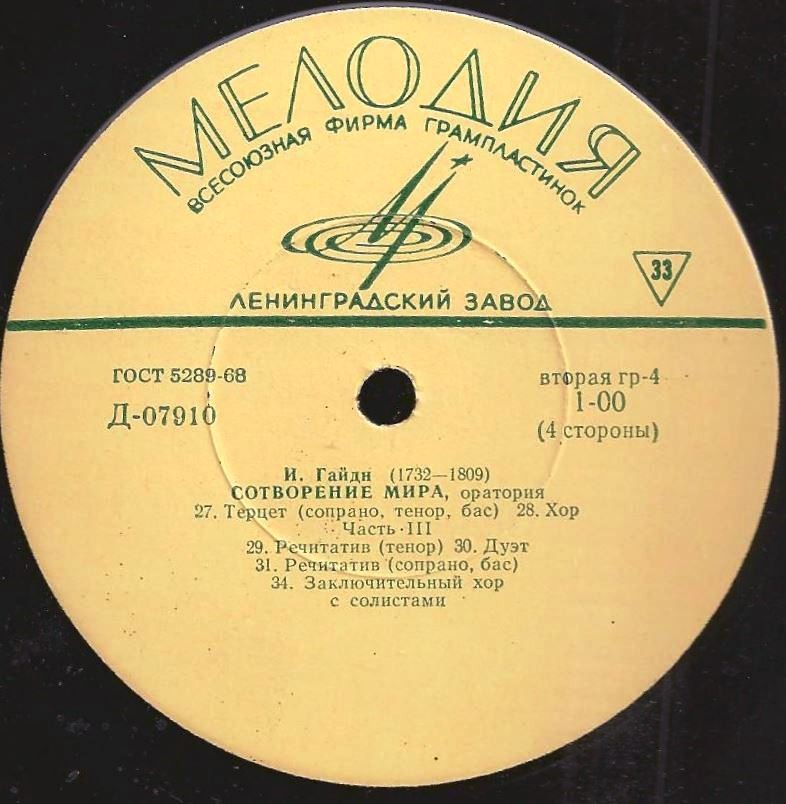 МЕЛОДИЯ
ВСЕСОЮЗНАЯ ФИРМА ГРАМПЛАСТИНОК
33
ЛЕНИНГРАДСКИЙ ЗАВОД
ГОСТ 5289-68
вторая гр-4
Д-07910
1-00
(4 стороны)
И. Гайдн (1732—1809)
СОТВОРЕНИЕ МИРА, оратория
27. Терцет (сопрано, тенор, бас) 28. Хор
Часть III
29. Речитатив (тенор) 30. Дуэт
31. Речитатив (сопрано, бас)
34. Заключительный хор
с солистами